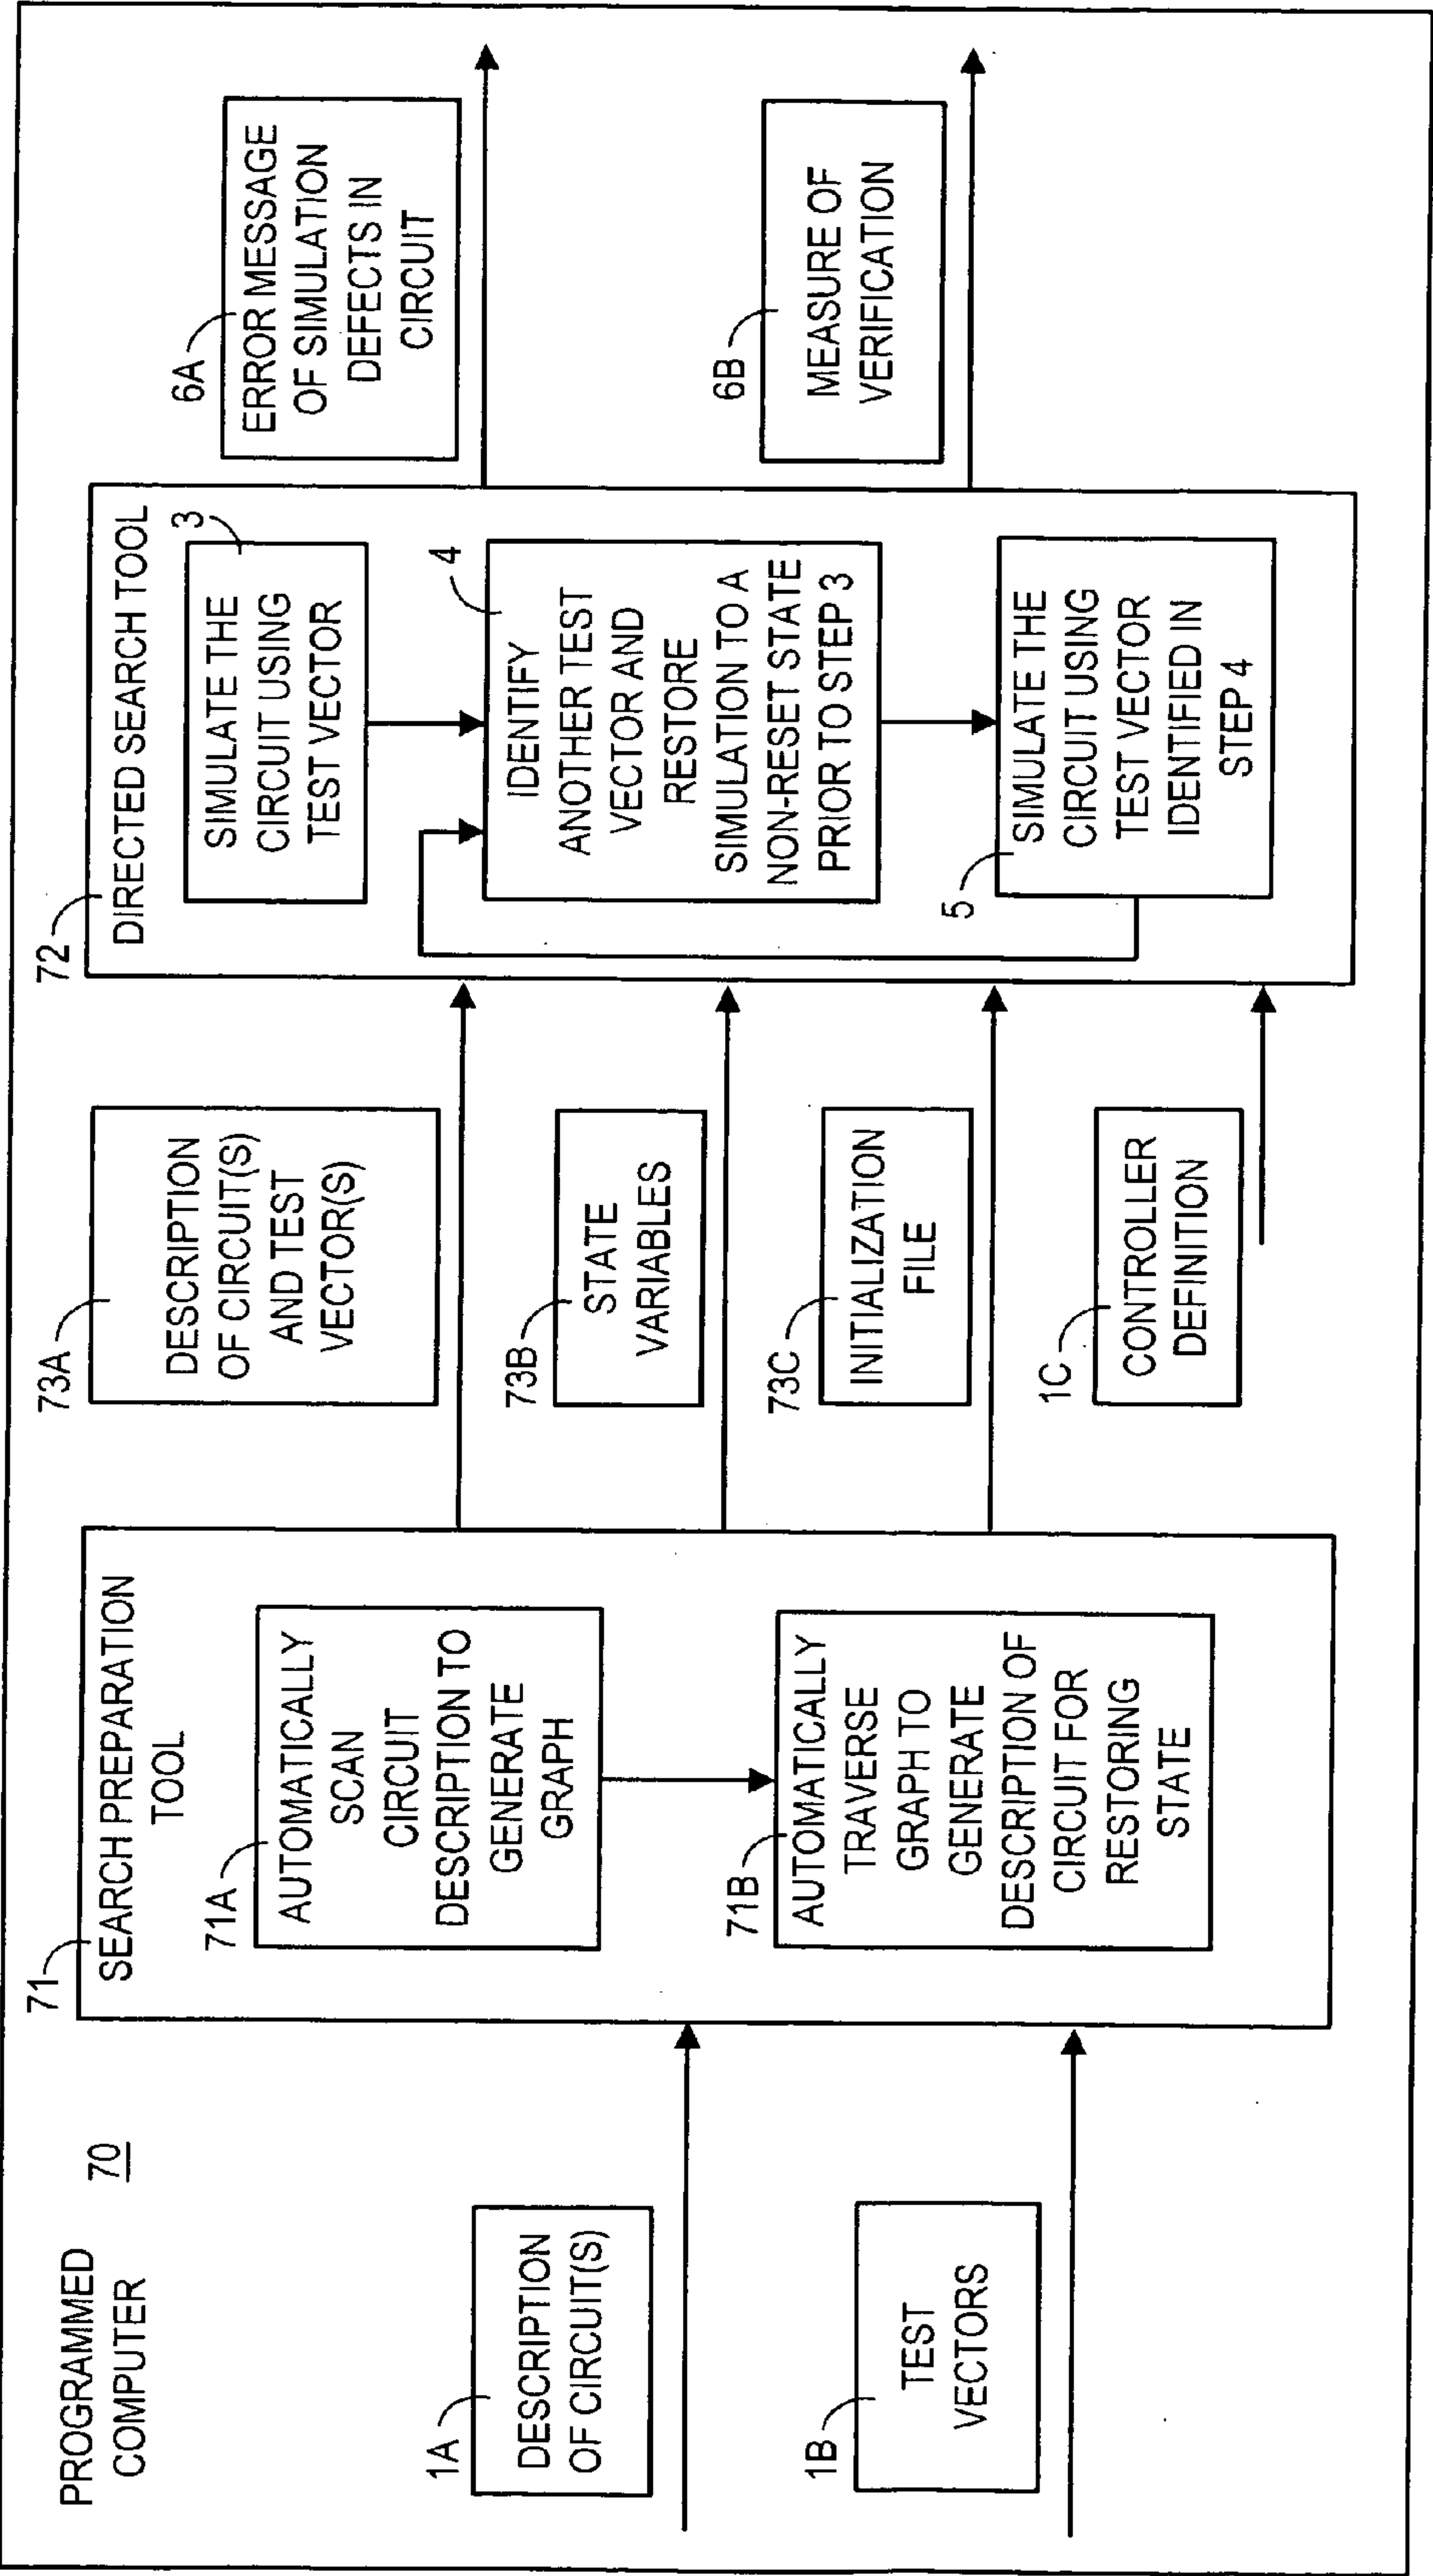 PROGRAMMED
COMPUTER
70
1A
DESCRIPTION
OF CIRCUIT(S)
1B
TEST
VECTORS
71
SEARCH PREPARATION
TOOL
71A
AUTOMATICALLY
SCAN
CIRCUIT
DESCRIPTION TO
GENERATE
GRAPH
71B
AUTOMATICALLY
TRAVERSE
GRAPH TO
GENERATE
DESCRIPTION OF
CIRCUIT FOR
RESTORING
STATE
73A
DESCRIPTION
OF CIRCUIT(S)
AND TEST
VECTOR(S)
73B
STATE
VARIABLES
73C
INITIALIZATION
FILE
1C
CONTROLLER
DEFINITION
72
DIRECTED SEARCH TOOL
3
SIMULATE THE
CIRCUIT USING
TEST VECTOR
4
IDENTIFY
ANOTHER TEST
VECTOR AND
RESTORE
SIMULATION TO A
NON-RESET STATE
PRIOR TO STEP 3
5
SIMULATE THE
CIRCUIT USING
TEST VECTOR
IDENTIFIED IN
STEP 4
6A
ERROR MESSAGE
OF SIMULATION
DEFECTS IN
CIRCUIT
6B
MEASURE OF
VERIFICATION